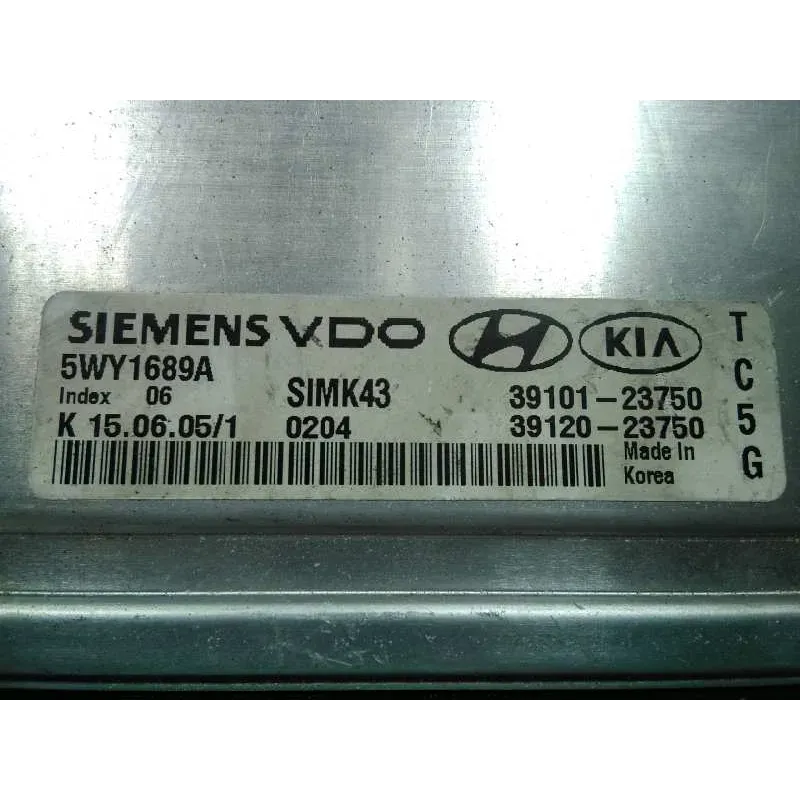 SIEMENS VDO HYUNDAI KIA
5WY1689A
Index 06 SIMK43 39101-23750
K 15.06.05/1 0204 39120-23750
Made In
Korea
T
C
5
G